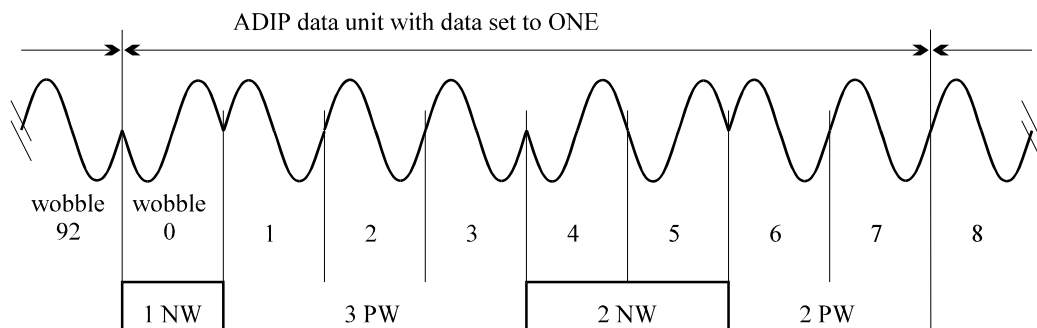 ADIP data unit with data set to ONE
wobble wobble
92 0 1 2 3 4 5 6 7 8
1 NW 3 PW 2 NW 2 PW